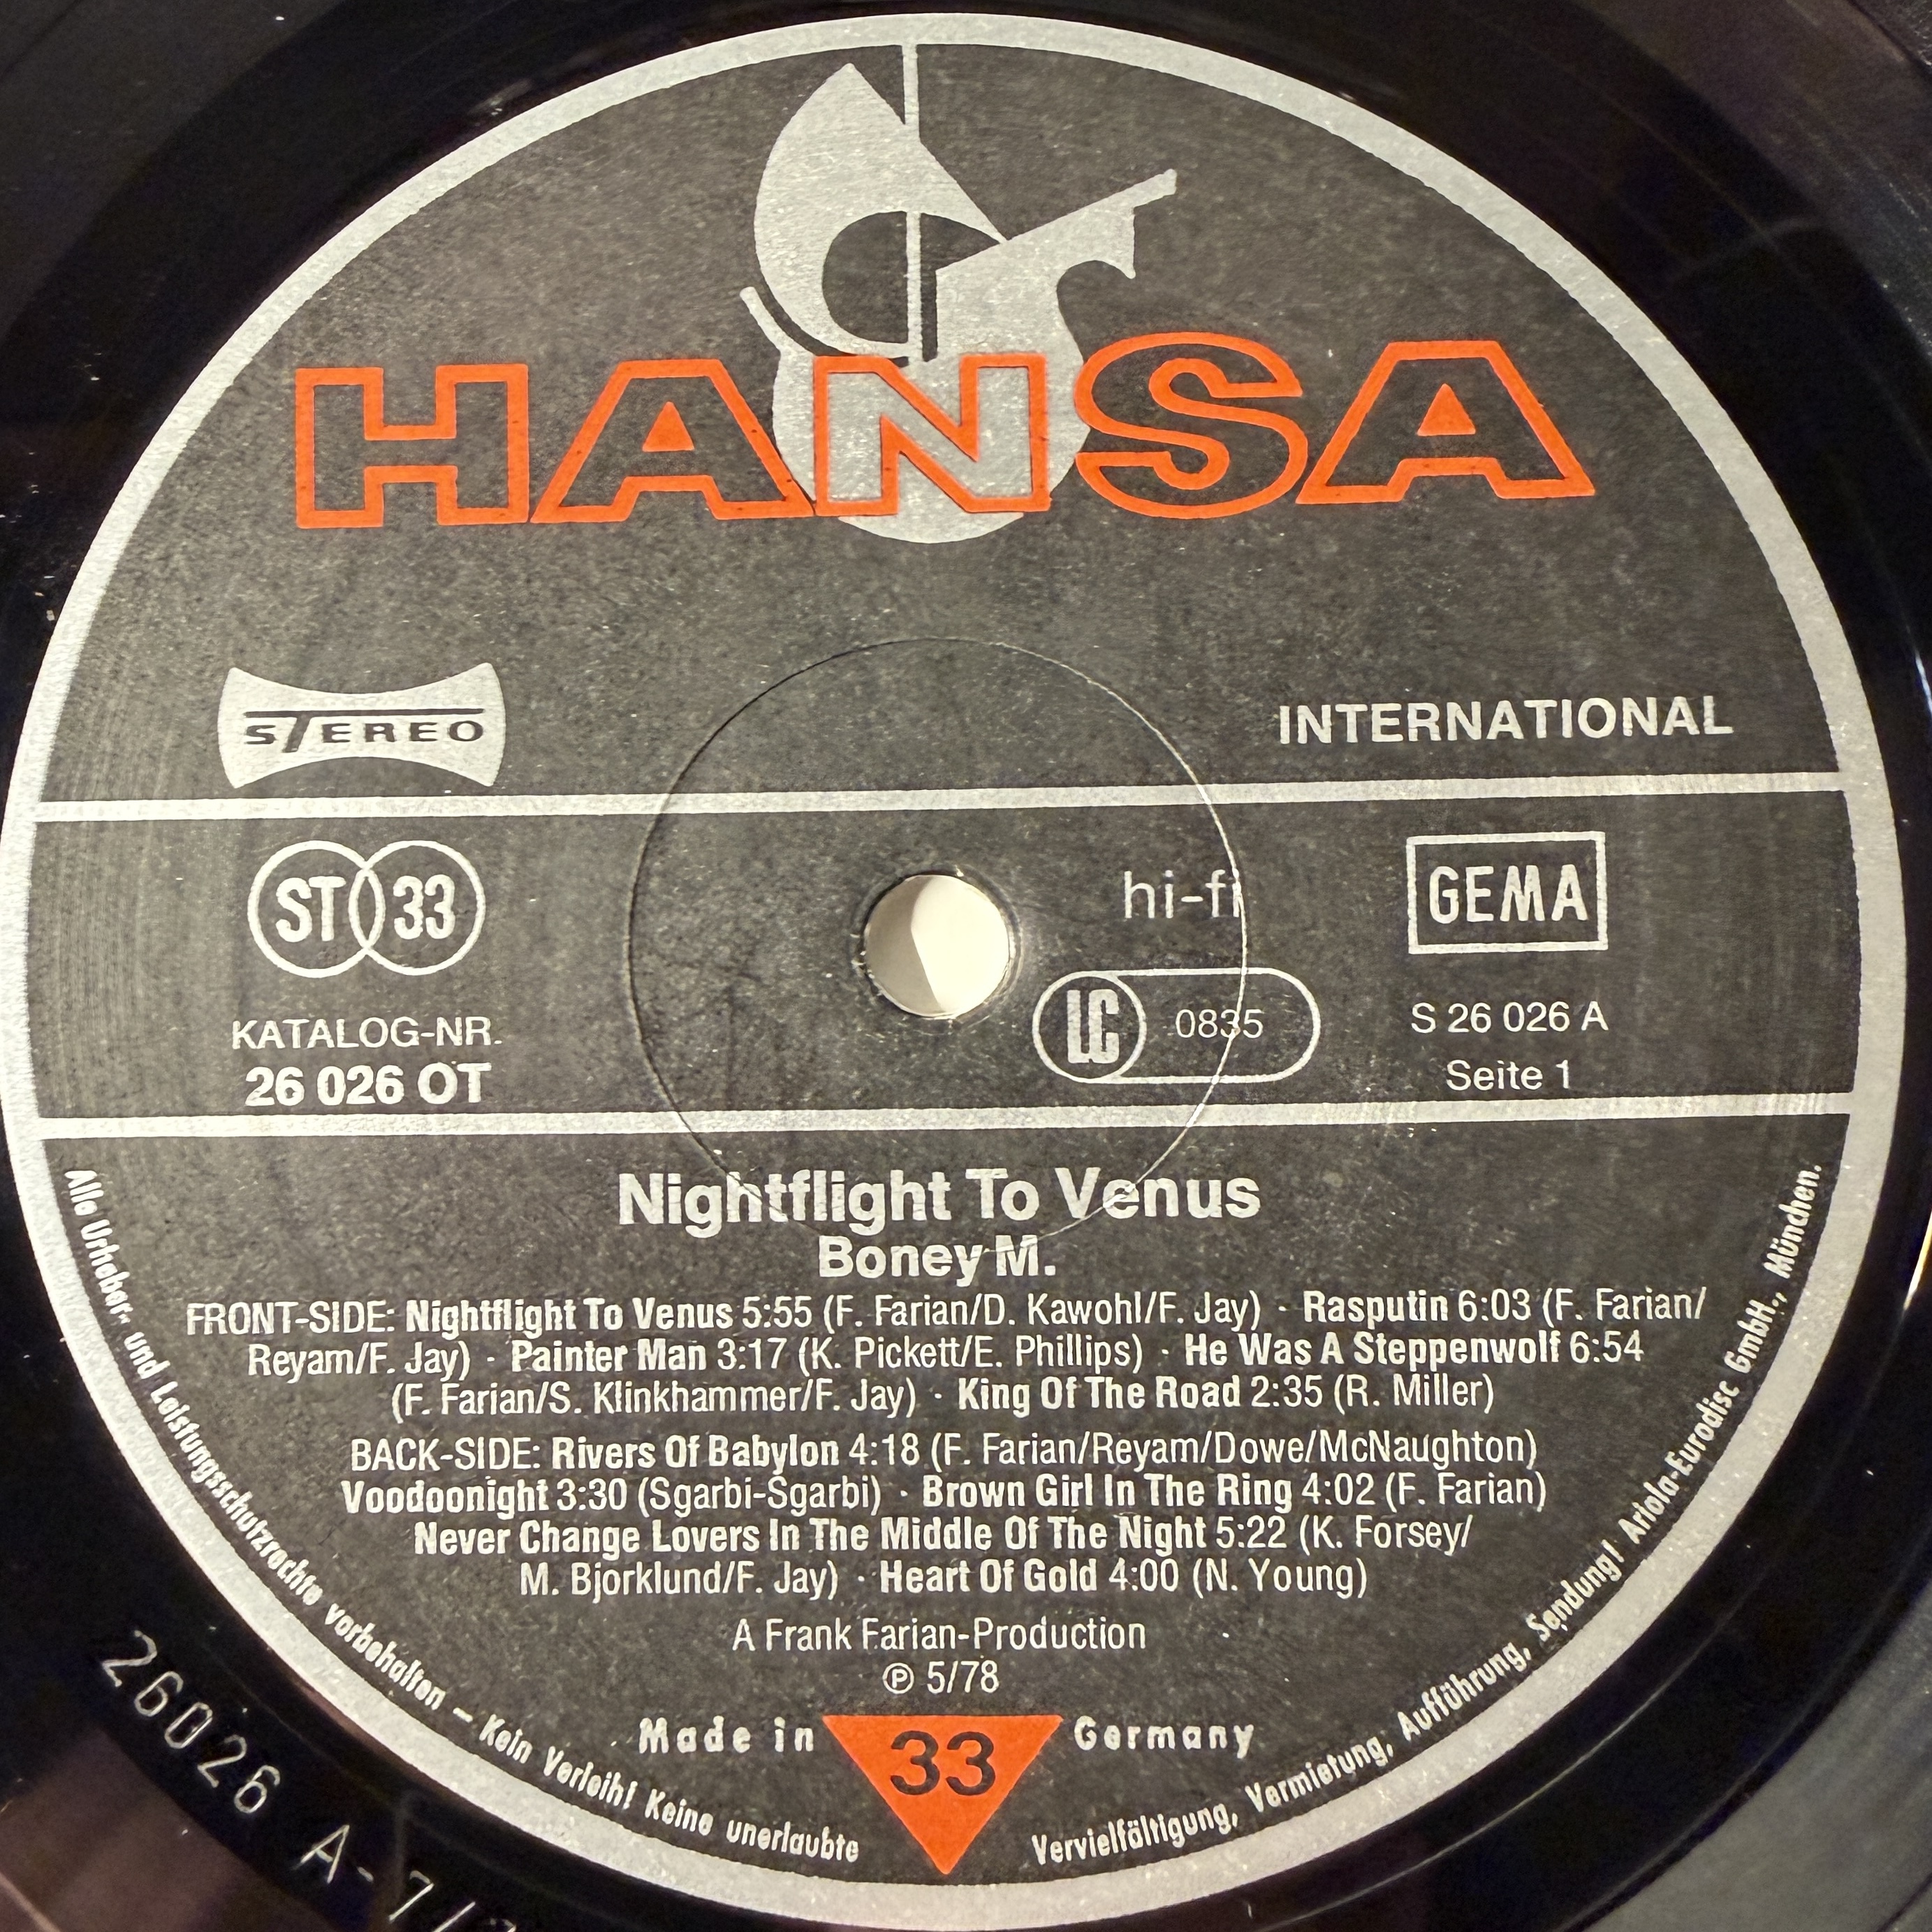 HANSA
STEREO
INTERNATIONAL
ST 33
hi-fi
GEMA
LC 0835
KATALOG-NR.
26 026 OT
S 26 026 A
Seite 1
Nightflight To Venus
Boney M.
FRONT-SIDE: Nightflight To Venus 5:55 (F. Farian/D. Kawohl/F. Jay) · Rasputin 6:03 (F. Farian/
Reyam/F. Jay) · Painter Man 3:17 (K. Pickett/E. Phillips) · He Was A Steppenwolf 6:54
(F. Farian/S. Klinkhammer/F. Jay) · King Of The Road 2:35 (R. Miller)
BACK-SIDE: Rivers Of Babylon 4:18 (F. Farian/Reyam/Dowe/McNaughton)
Voodoonight 3:30 (Sgarbi-Sgarbi) · Brown Girl In The Ring 4:02 (F. Farian)
Never Change Lovers In The Middle Of The Night 5:22 (K. Forsey/
M. Bjorklund/F. Jay) · Heart Of Gold 4:00 (N. Young)
A Frank Farian-Production
℗ 5/78
Made in 33 Germany
Alle Urheber- und Leistungsschutzrechte vorbehalten – Kein Verleih! Keine unerlaubte Vervielfältigung, Vermietung, Aufführung, Sendung! Ariola-Eurodisc GmbH., München.
26026 A-7/